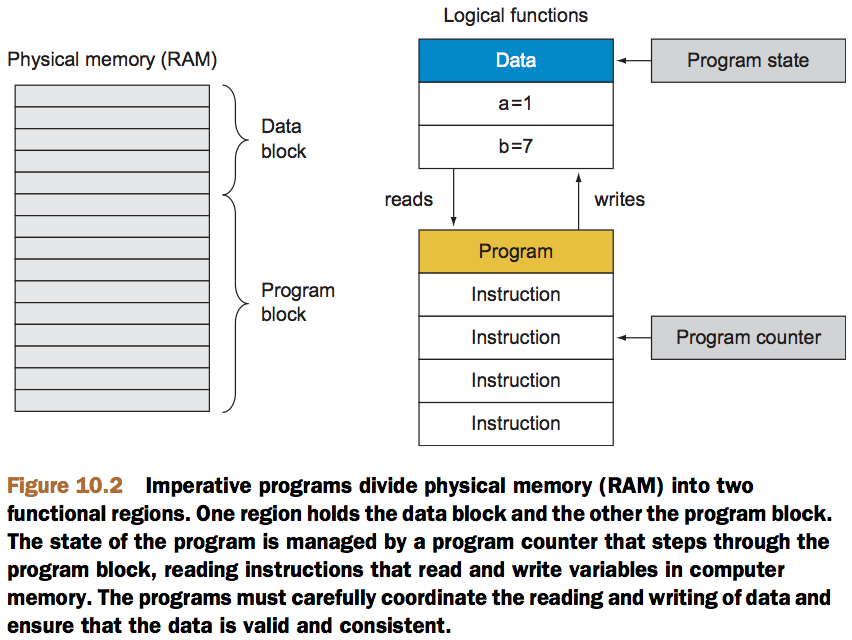 Logical functions
Physical memory (RAM)
Data
Program state
a=1
b=7
Data
block
reads
writes
Program
Instruction
Program
block
Instruction
Program counter
Instruction
Instruction
Figure 10.2 Imperative programs divide physical memory (RAM) into two
functional regions. One region holds the data block and the other the program block.
The state of the program is managed by a program counter that steps through the
program block, reading instructions that read and write variables in computer
memory. The programs must carefully coordinate the reading and writing of data and
ensure that the data is valid and consistent.